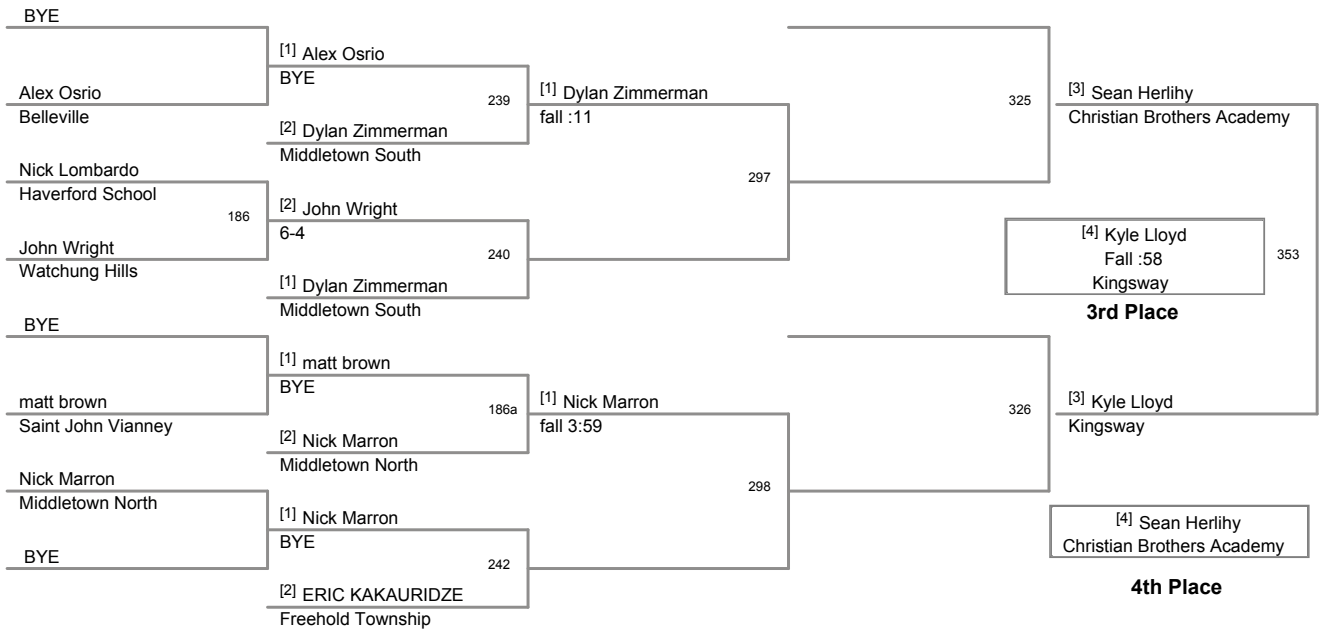 BYE
Alex Osrio
Belleville
Nick Lombardo
Haverford School
186
John Wright
Watchung Hills
BYE
matt brown
Saint John Vianney
Nick Marron
Middletown North
BYE
[1] Alex Osrio
BYE
239
[2] Dylan Zimmerman
Middletown South
[2] John Wright
6-4
240
[1] Dylan Zimmerman
Middletown South
[1] matt brown
BYE
186a
[2] Nick Marron
Middletown North
[1] Nick Marron
BYE
242
[2] ERIC KAKAURIDZE
Freehold Township
[1] Dylan Zimmerman
fall :11
297
[1] Nick Marron
fall 3:59
298
325
326
[3] Sean Herlihy
Christian Brothers Academy
[4] Kyle Lloyd
Fall :58
Kingsway
353
3rd Place
[3] Kyle Lloyd
Kingsway
[4] Sean Herlihy
Christian Brothers Academy
4th Place